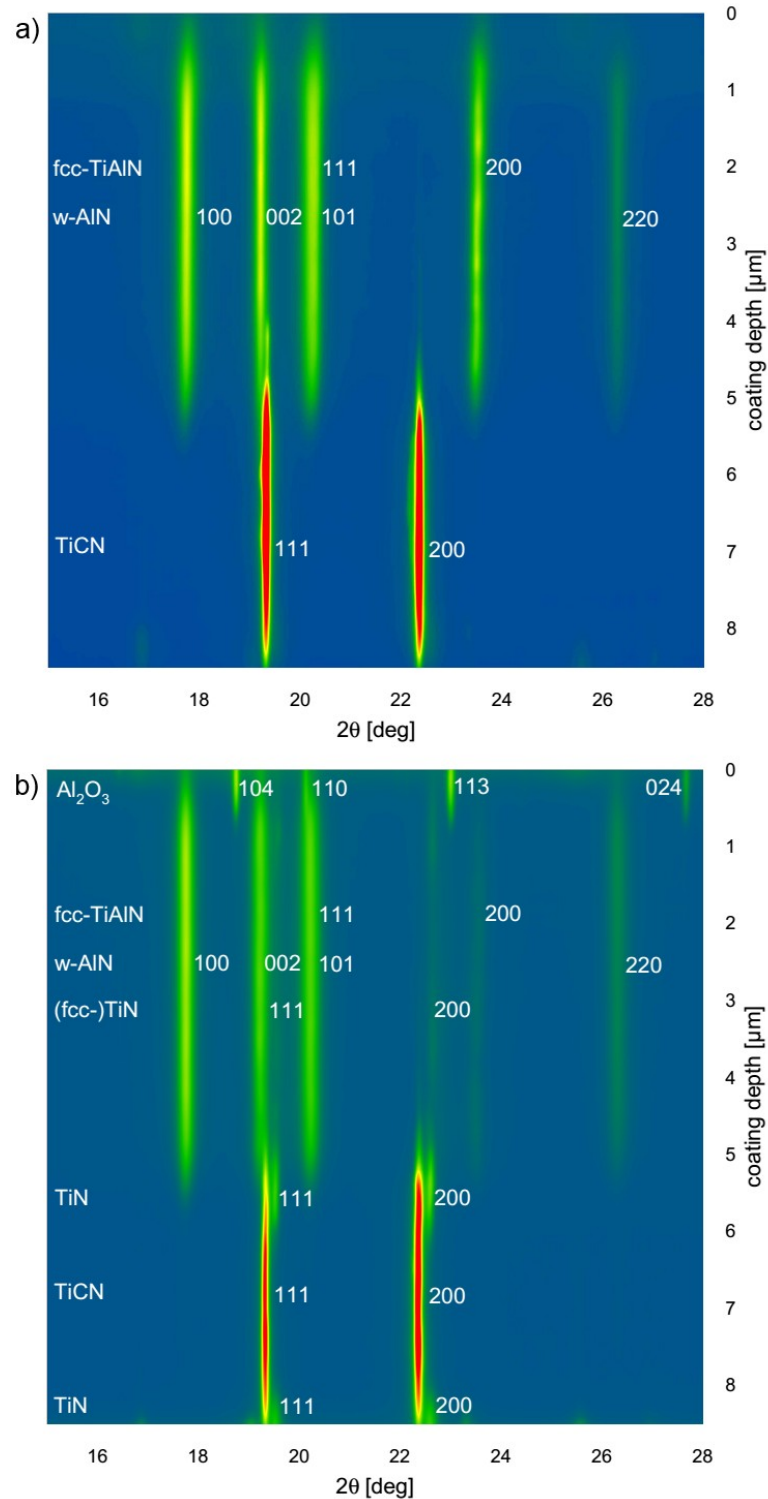 a)
0
1
fcc-TiAlN 111 200 2
w-AlN 100 002 101 220
3
4
5
6
TiCN 111 200 7
8
coating depth [µm]
16 18 20 22 24 26 28
2θ [deg]
b)
0
Al₂O₃ 104 110 113 024
1
fcc-TiAlN 111 200 2
w-AlN 100 002 101 220
(fcc-)TiN 111 200 3
4
5
TiN 111 200
6
TiCN 111 200
7
8
TiN 111 200
coating depth [µm]
16 18 20 22 24 26 28
2θ [deg]